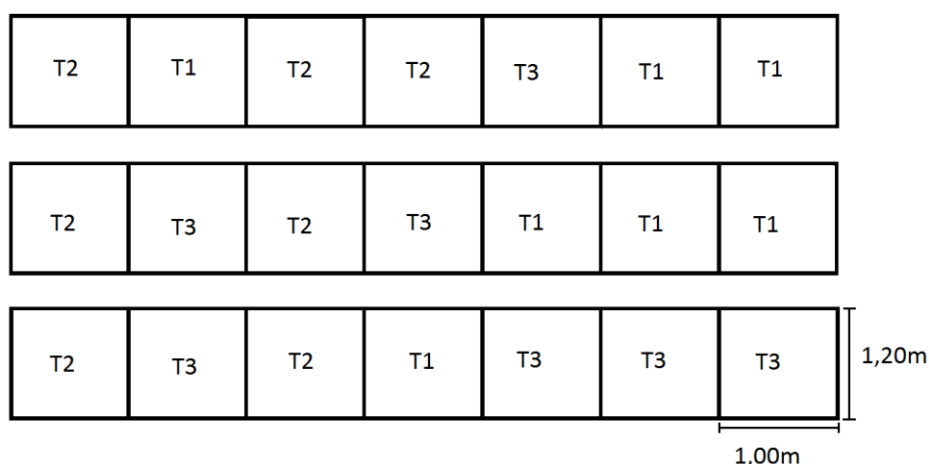 T2 T1 T2 T2 T3 T1 T1
T2 T3 T2 T3 T1 T1 T1
T2 T3 T2 T1 T3 T3 T3
1,20m
1,00m